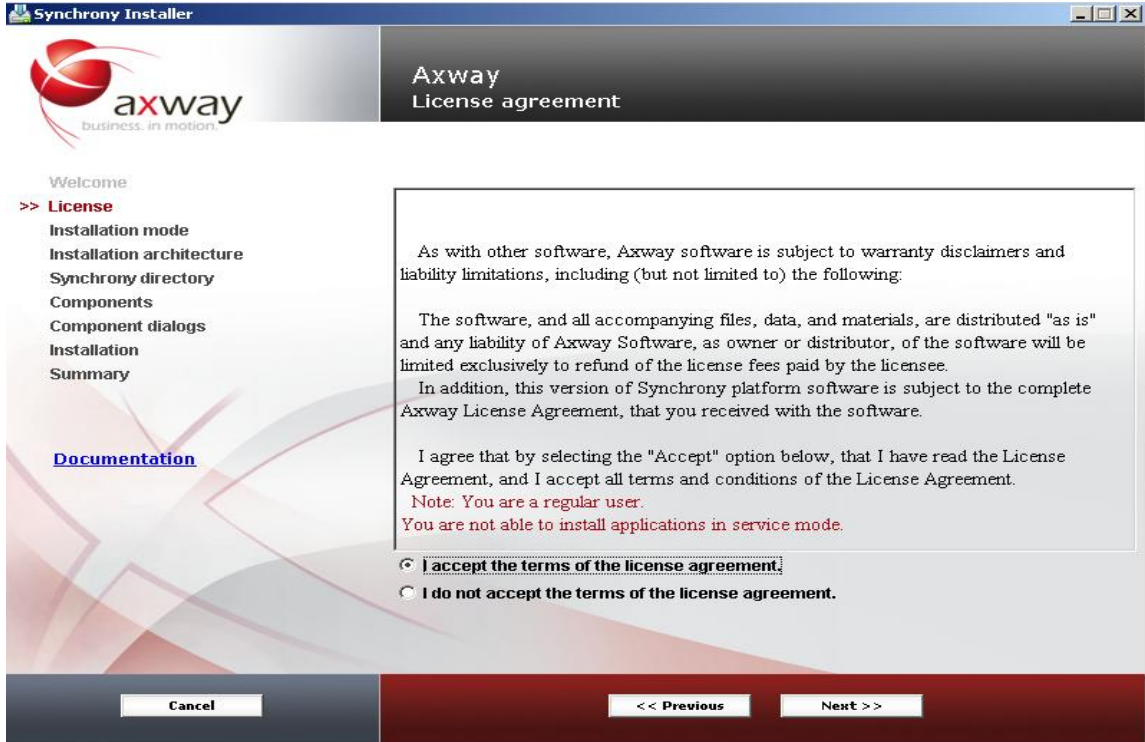 Synchrony Installer
axway
business. in motion.
Axway
License agreement
Welcome
>> License
Installation mode
Installation architecture
Synchrony directory
Components
Component dialogs
Installation
Summary
Documentation
As with other software, Axway software is subject to warranty disclaimers and
liability limitations, including (but not limited to) the following:
The software, and all accompanying files, data, and materials, are distributed "as is"
and any liability of Axway Software, as owner or distributor, of the software will be
limited exclusively to refund of the license fees paid by the licensee.
In addition, this version of Synchrony platform software is subject to the complete
Axway License Agreement, that you received with the software.
I agree that by selecting the "Accept" option below, that I have read the License
Agreement, and I accept all terms and conditions of the License Agreement.
Note: You are a regular user.
You are not able to install applications in service mode.
I accept the terms of the license agreement.
I do not accept the terms of the license agreement.
Cancel
<< Previous
Next >>